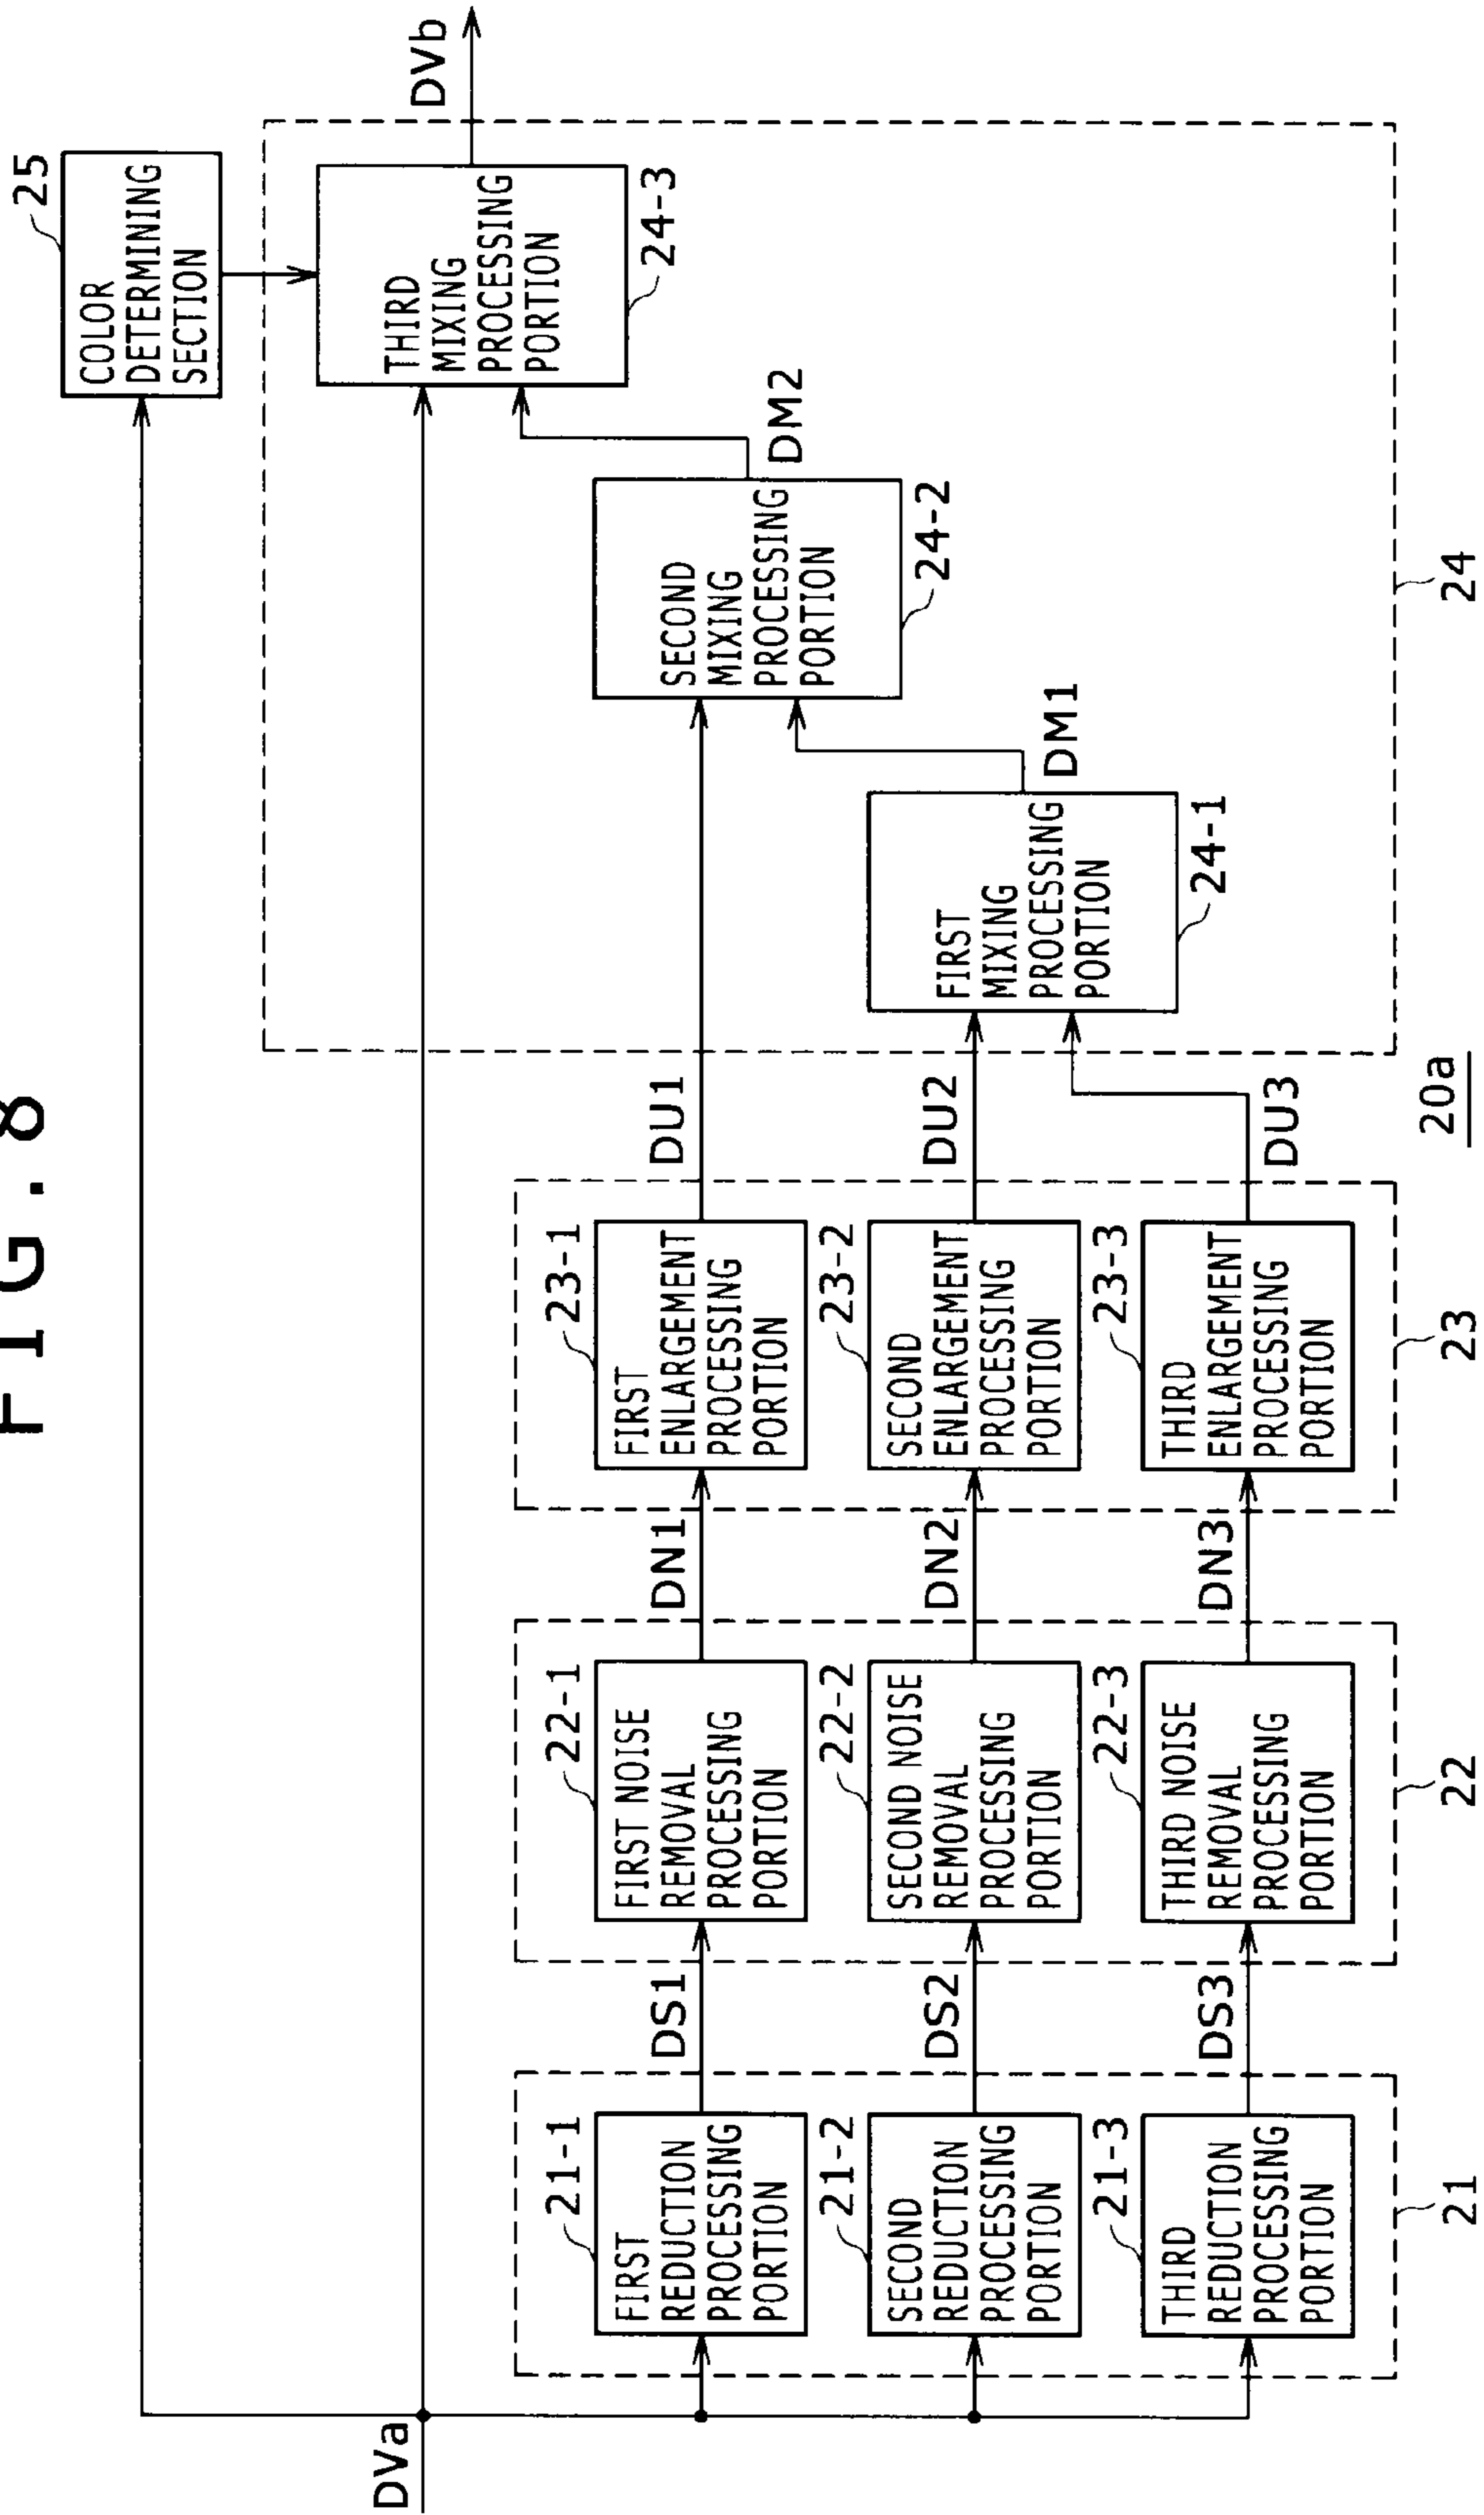 FIG. 8
25
COLOR
DETERMINING
SECTION
DVa
DVb
THIRD
MIXING
PROCESSING
PORTION
24-3
DM2
SECOND
MIXING
PROCESSING
PORTION
24-2
DM1
FIRST
MIXING
PROCESSING
PORTION
24-1
24
21-1
FIRST
REDUCTION
PROCESSING
PORTION
DS1
22-1
FIRST NOISE
REMOVAL
PROCESSING
PORTION
DN1
23-1
FIRST
ENLARGEMENT
PROCESSING
PORTION
DU1
21-2
SECOND
REDUCTION
PROCESSING
PORTION
DS2
22-2
SECOND NOISE
REMOVAL
PROCESSING
PORTION
DN2
23-2
SECOND
ENLARGEMENT
PROCESSING
PORTION
DU2
21-3
THIRD
REDUCTION
PROCESSING
PORTION
DS3
22-3
THIRD NOISE
REMOVAL
PROCESSING
PORTION
DN3
23-3
THIRD
ENLARGEMENT
PROCESSING
PORTION
DU3
21
22
23
20a